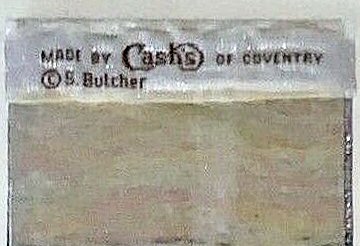 MADE BY Cash's OF COVENTRY
© S. Butcher